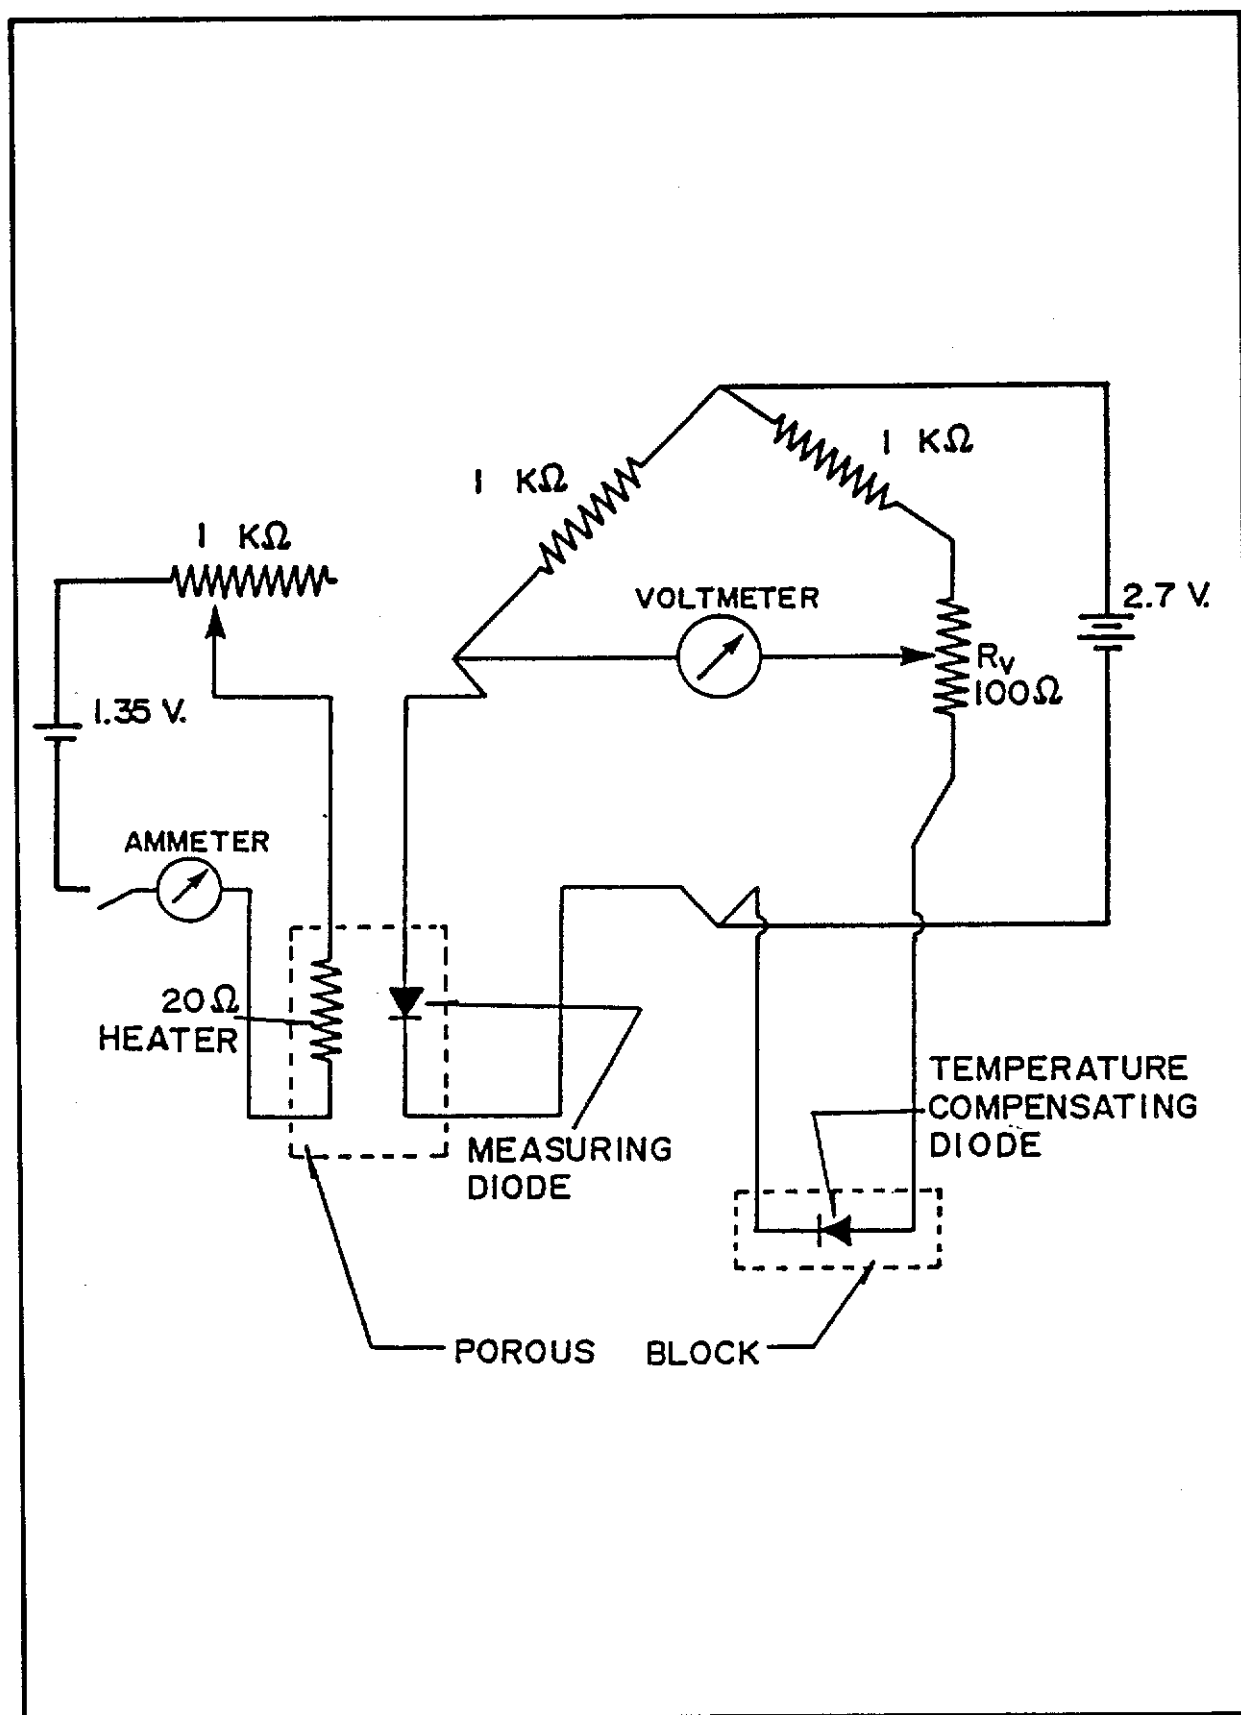 1 KΩ
1 KΩ
1 KΩ
VOLTMETER
2.7 V.
RV
100Ω
1.35 V.
AMMETER
20Ω
HEATER
MEASURING
DIODE
TEMPERATURE
COMPENSATING
DIODE
POROUS BLOCK